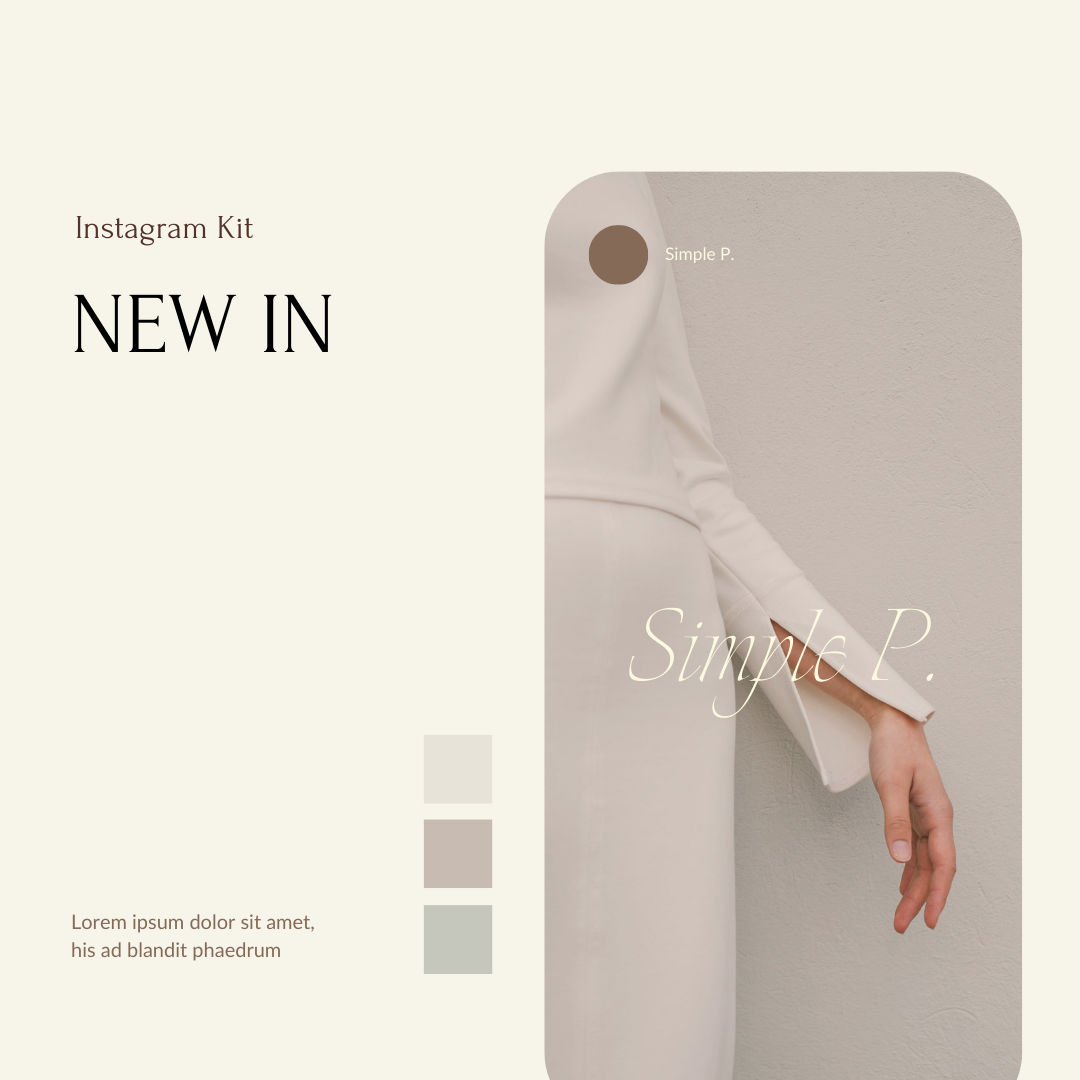 Instagram Kit
NEW IN
Lorem ipsum dolor sit amet,
his ad blandit phaedrum
Simple P.
Simple P.